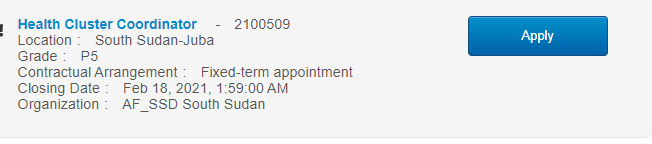 Health Cluster Coordinator - 2100509
Apply
Location : South Sudan-Juba
Grade : P5
Contractual Arrangement : Fixed-term appointment
Closing Date : Feb 18, 2021, 1:59:00 AM
Organization : AF_SSD South Sudan